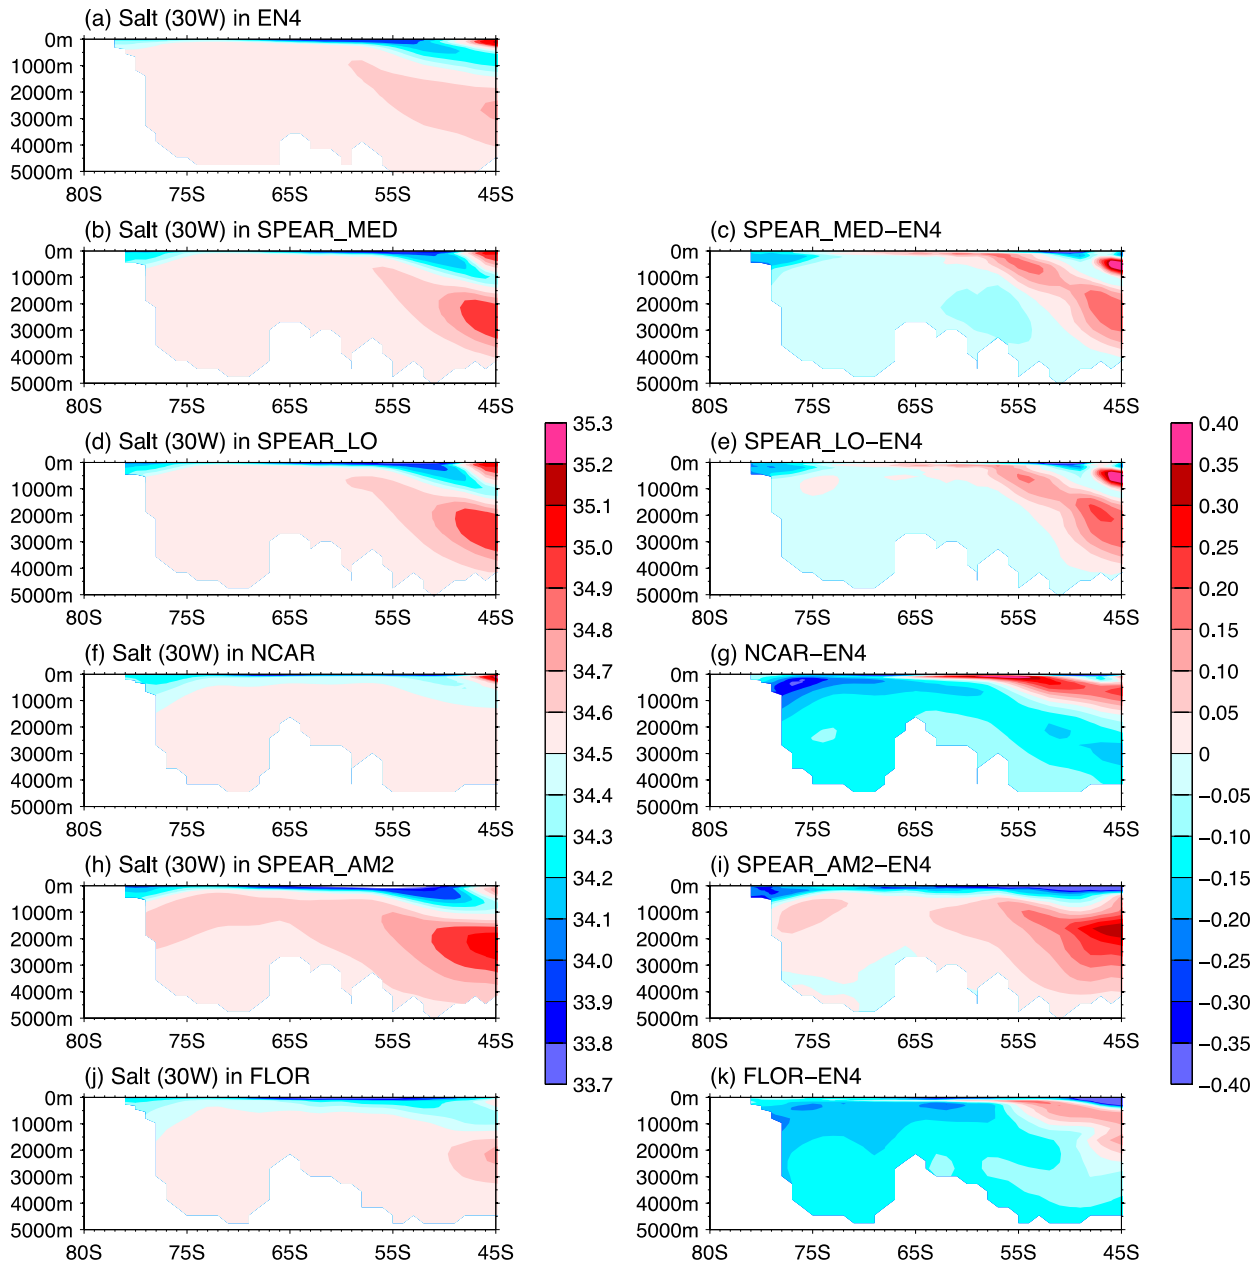 (a) Salt (30W) in EN4
0m
1000m
2000m
3000m
4000m
5000m
80S 75S 65S 55S 45S
(b) Salt (30W) in SPEAR_MED
0m
1000m
2000m
3000m
4000m
5000m
80S 75S 65S 55S 45S
(c) SPEAR_MED−EN4
0m
1000m
2000m
3000m
4000m
5000m
80S 75S 65S 55S 45S
(d) Salt (30W) in SPEAR_LO
0m
1000m
2000m
3000m
4000m
5000m
80S 75S 65S 55S 45S
(e) SPEAR_LO−EN4
0m
1000m
2000m
3000m
4000m
5000m
80S 75S 65S 55S 45S
(f) Salt (30W) in NCAR
0m
1000m
2000m
3000m
4000m
5000m
80S 75S 65S 55S 45S
(g) NCAR−EN4
0m
1000m
2000m
3000m
4000m
5000m
80S 75S 65S 55S 45S
(h) Salt (30W) in SPEAR_AM2
0m
1000m
2000m
3000m
4000m
5000m
80S 75S 65S 55S 45S
(i) SPEAR_AM2−EN4
0m
1000m
2000m
3000m
4000m
5000m
80S 75S 65S 55S 45S
(j) Salt (30W) in FLOR
0m
1000m
2000m
3000m
4000m
5000m
80S 75S 65S 55S 45S
(k) FLOR−EN4
0m
1000m
2000m
3000m
4000m
5000m
80S 75S 65S 55S 45S
35.3
35.2
35.1
35.0
34.9
34.8
34.7
34.6
34.5
34.4
34.3
34.2
34.1
34.0
33.9
33.8
33.7
0.40
0.35
0.30
0.25
0.20
0.15
0.10
0.05
0
−0.05
−0.10
−0.15
−0.20
−0.25
−0.30
−0.35
−0.40